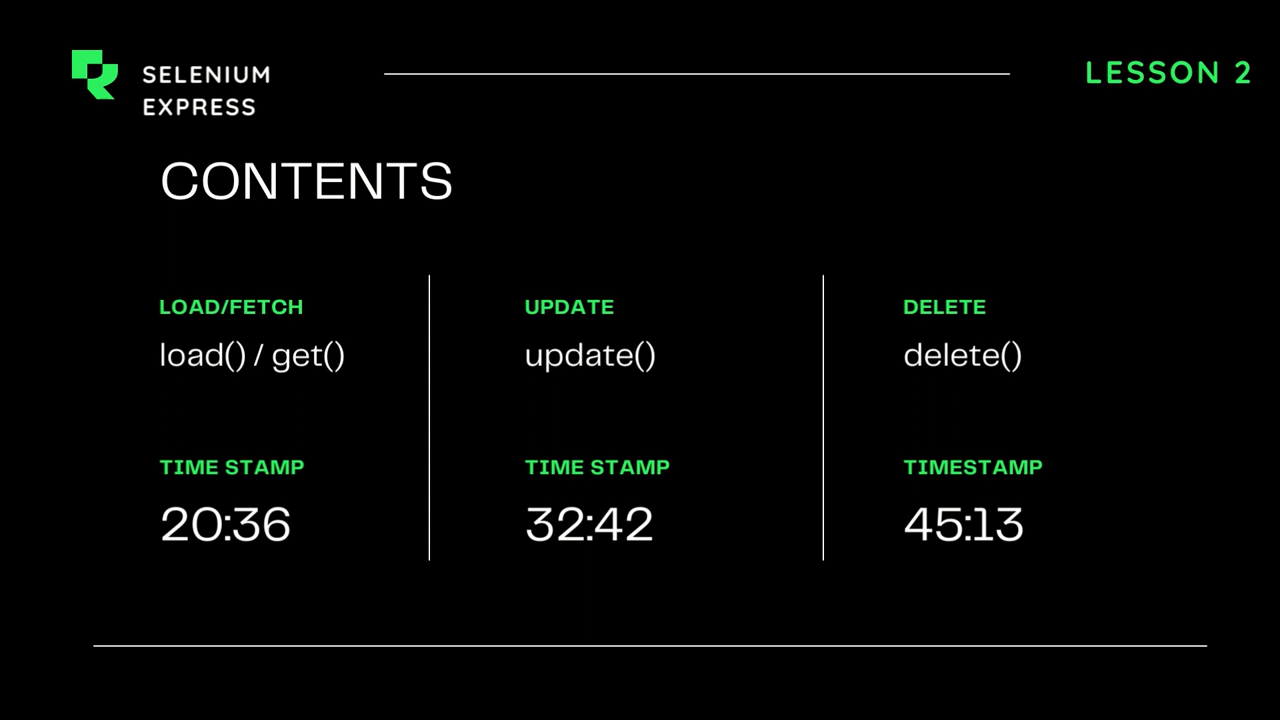 SELENIUM
EXPRESS
LESSON 2
CONTENTS
LOAD/FETCH
load() / get()
TIME STAMP
20:36
UPDATE
update()
TIME STAMP
32:42
DELETE
delete()
TIMESTAMP
45:13